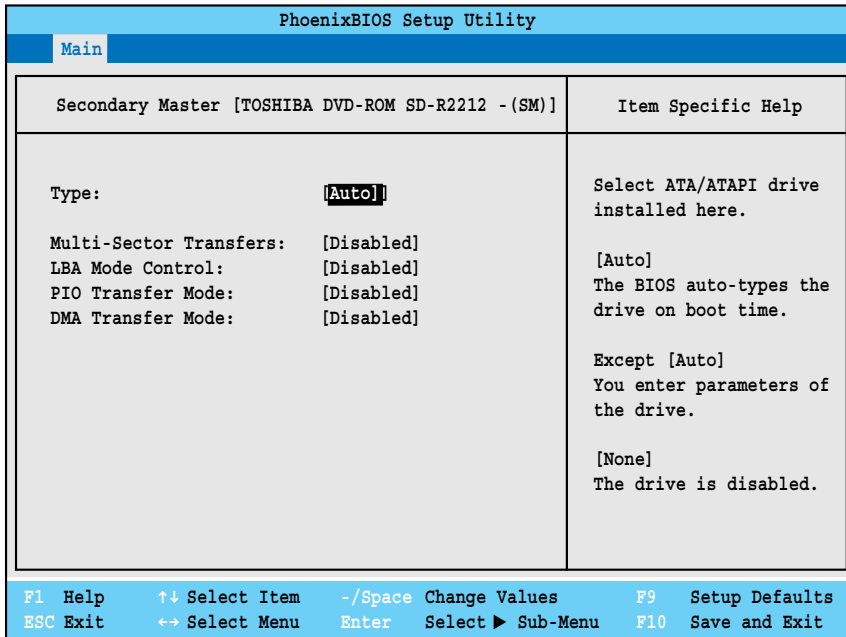 PhoenixBIOS Setup Utility
Main
Secondary Master [TOSHIBA DVD-ROM SD-R2212 -(SM)]
Item Specific Help
Type: [Auto]]
Multi-Sector Transfers: [Disabled]
LBA Mode Control: [Disabled]
PIO Transfer Mode: [Disabled]
DMA Transfer Mode: [Disabled]
Select ATA/ATAPI drive
installed here.
[Auto]
The BIOS auto-types the
drive on boot time.
Except [Auto]
You enter parameters of
the drive.
[None]
The drive is disabled.
F1 Help ↑↓ Select Item -/Space Change Values F9 Setup Defaults
ESC Exit ←→ Select Menu Enter Select ▶ Sub-Menu F10 Save and Exit